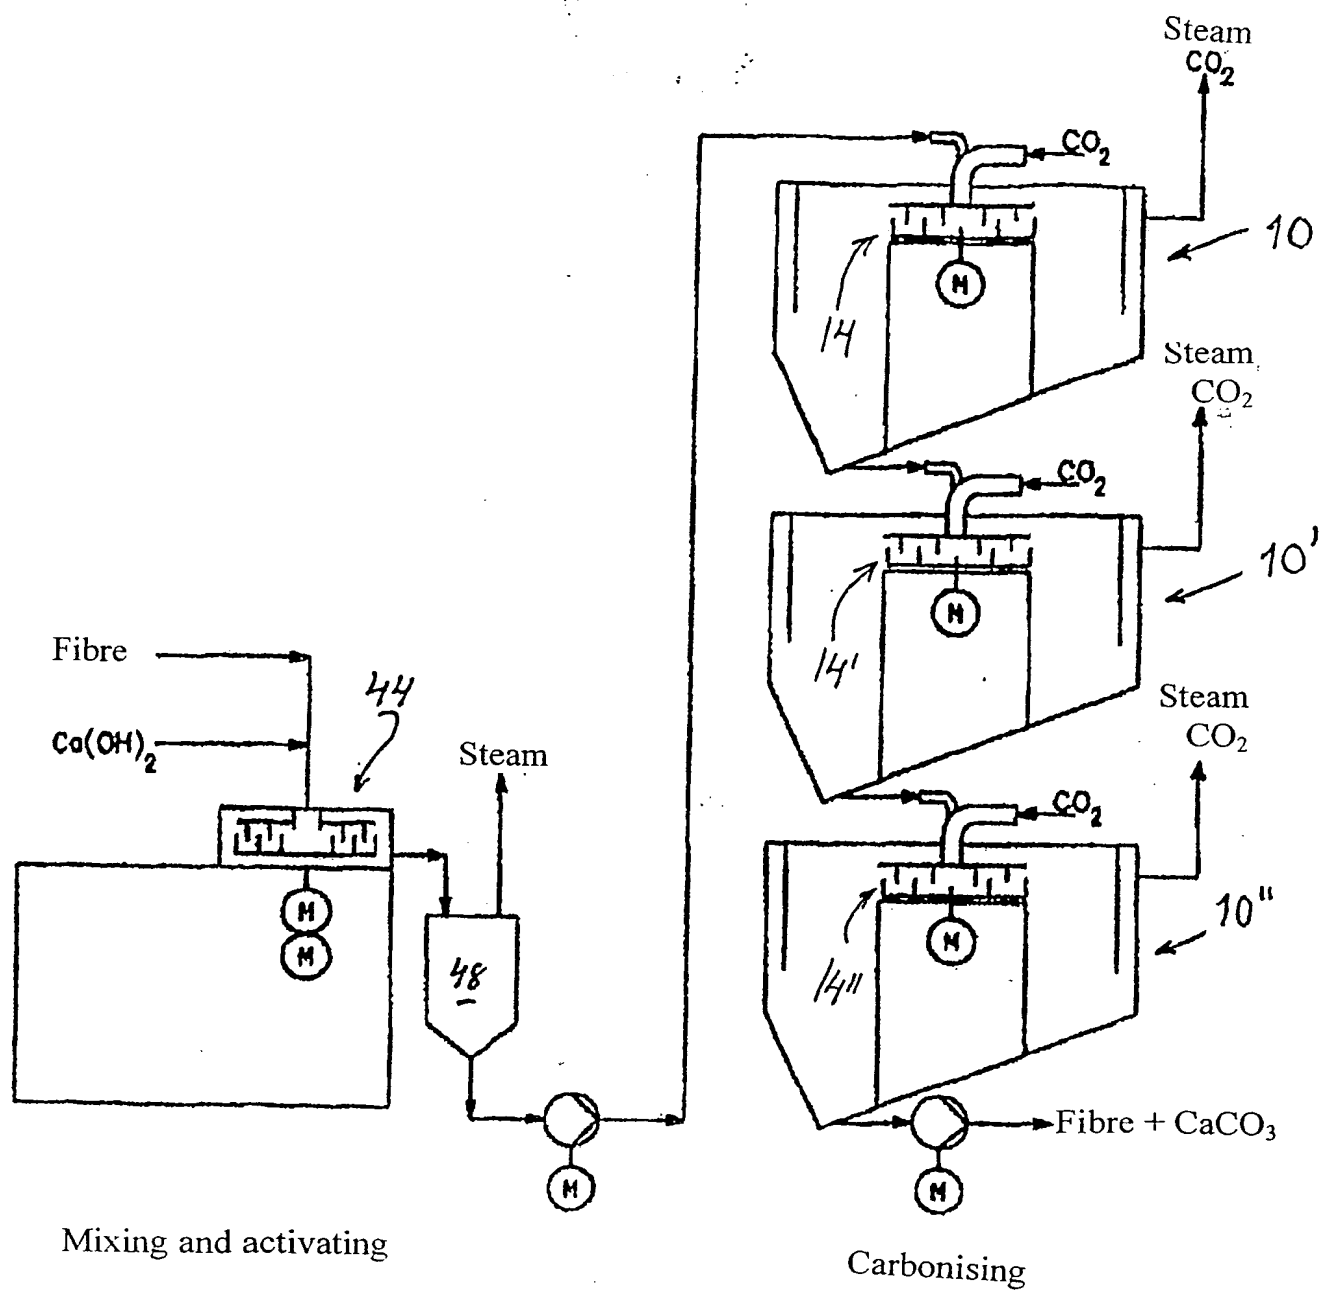 Steam
CO2
CO2
10
M
14
Steam
CO₂
CO2
10'
M
14'
Fibre
44
Ca(OH)2
Steam
Steam
CO₂
CO2
M
M
48
M
10"
14"
M
Fibre + CaCO₃
M
Mixing and activating
Carbonising